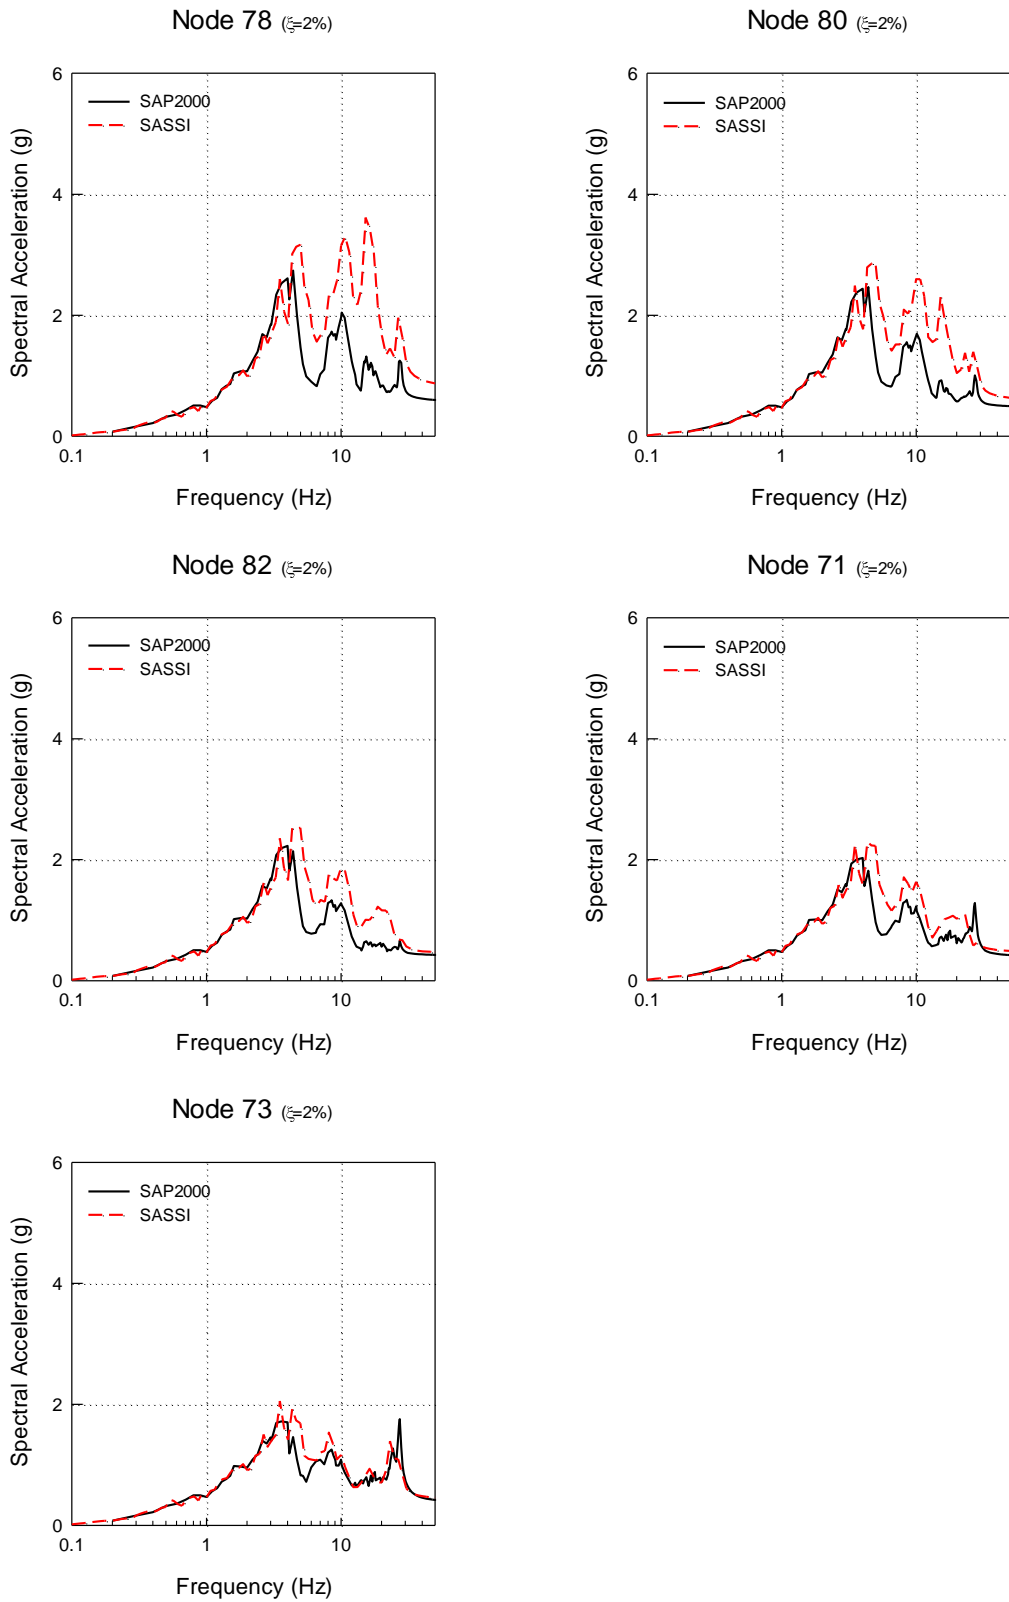 Node 78 (ξ=2%)
Spectral Acceleration (g)
6
4
2
0
SAP2000
SASSI
0.1 1 10
Frequency (Hz)
Node 80 (ξ=2%)
Spectral Acceleration (g)
6
4
2
0
SAP2000
SASSI
0.1 1 10
Frequency (Hz)
Node 82 (ξ=2%)
Spectral Acceleration (g)
6
4
2
0
SAP2000
SASSI
0.1 1 10
Frequency (Hz)
Node 71 (ξ=2%)
Spectral Acceleration (g)
6
4
2
0
SAP2000
SASSI
0.1 1 10
Frequency (Hz)
Node 73 (ξ=2%)
Spectral Acceleration (g)
6
4
2
0
SAP2000
SASSI
0.1 1 10
Frequency (Hz)